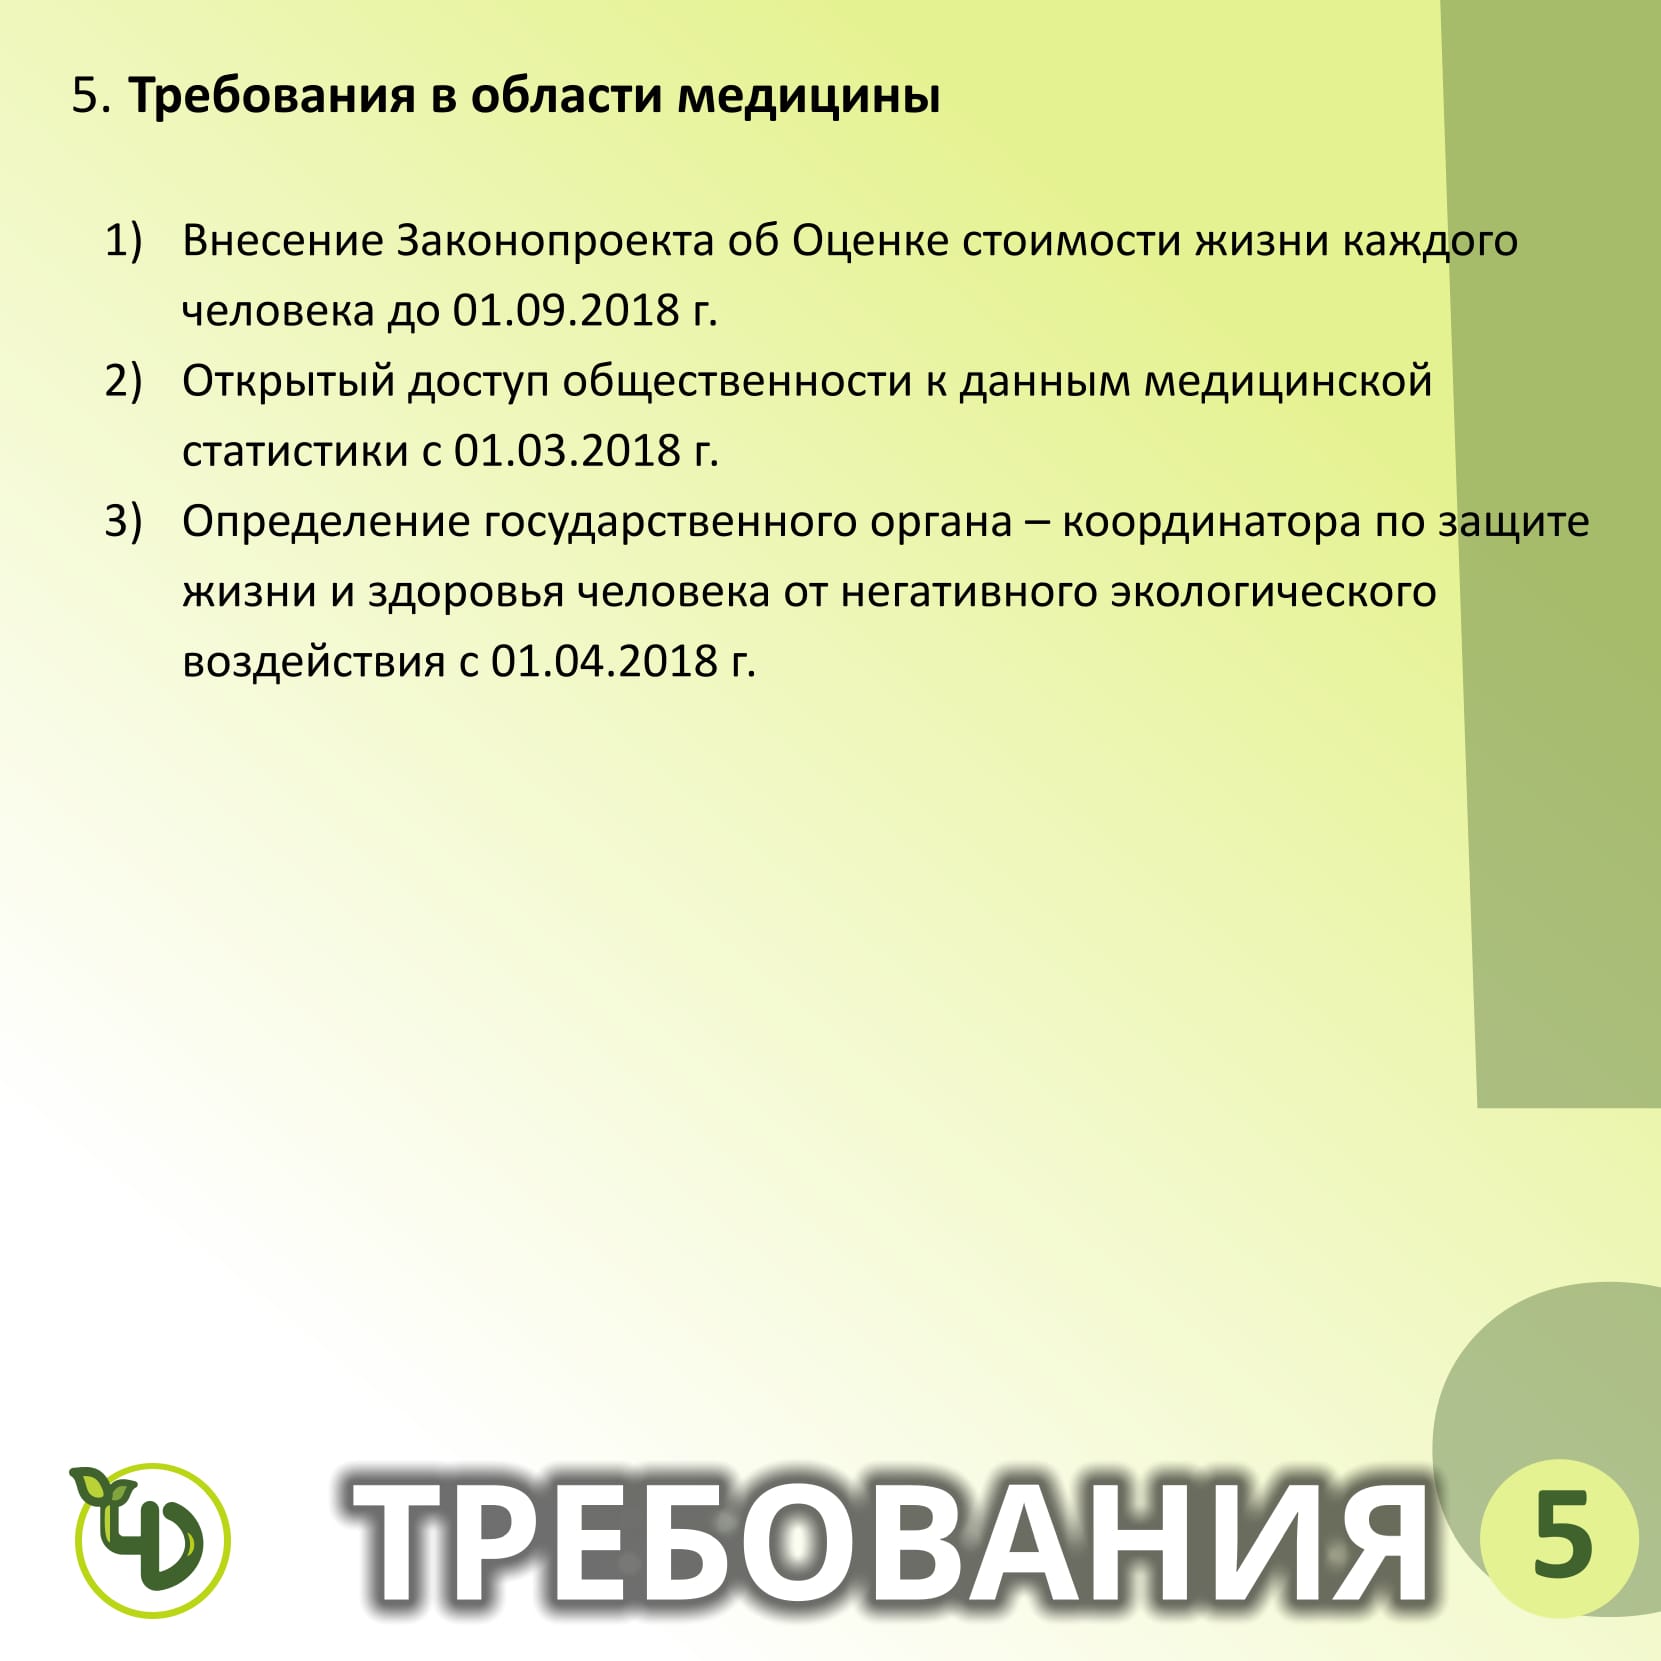 5. Требования в области медицины
1) Внесение Законопроекта об Оценке стоимости жизни каждого
человека до 01.09.2018 г.
2) Открытый доступ общественности к данным медицинской
статистики с 01.03.2018 г.
3) Определение государственного органа – координатора по защите
жизни и здоровья человека от негативного экологического
воздействия с 01.04.2018 г.
ЧD
ТРЕБОВАНИЯ
5